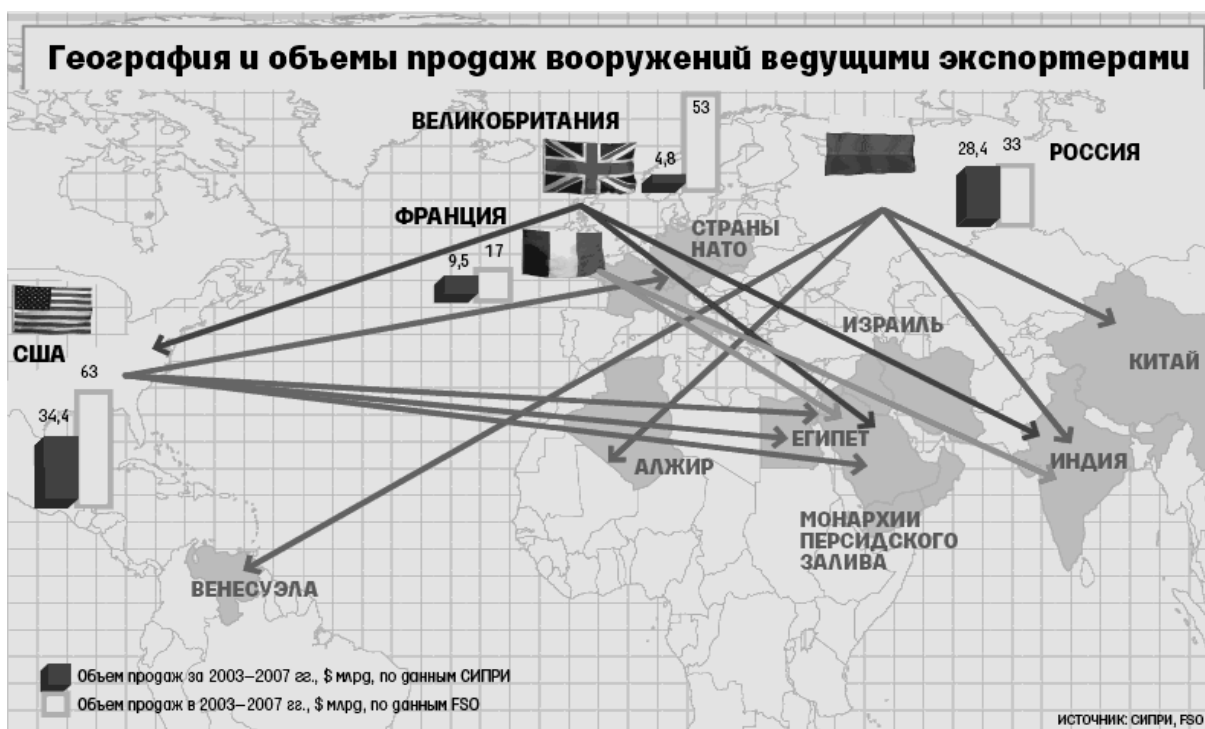 География и объемы продаж вооружений ведущими экспортерами
ВЕЛИКОБРИТАНИЯ
4,8
53
28,4
33
РОССИЯ
ФРАНЦИЯ
9,5
17
СТРАНЫ
НАТО
США
63
34,4
ИЗРАИЛЬ
КИТАЙ
ЕГИПЕТ
АЛЖИР
ИНДИЯ
МОНАРХИИ
ПЕРСИДСКОГО
ЗАЛИВА
ВЕНЕСУЭЛА
Объем продаж за 2003–2007 гг., $ млрд, по данным СИПРИ
Объем продаж в 2003–2007 гг., $ млрд, по данным FSO
ИСТОЧНИК: СИПРИ, FSO